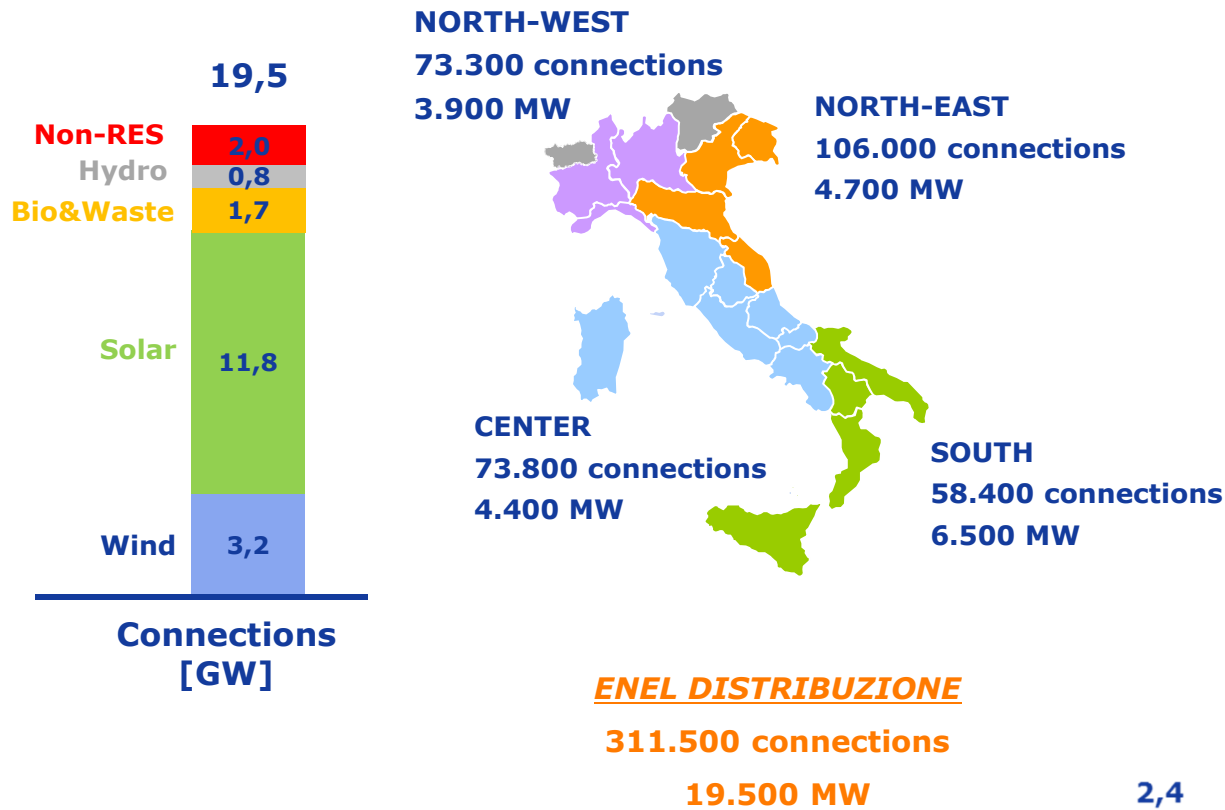 19,5
Non-RES
2,0
Hydro
0,8
Bio&Waste
1,7
Solar
11,8
Wind
3,2
Connections
[GW]
NORTH-WEST
73.300 connections
3.900 MW
NORTH-EAST
106.000 connections
4.700 MW
CENTER
73.800 connections
4.400 MW
SOUTH
58.400 connections
6.500 MW
ENEL DISTRIBUZIONE
311.500 connections
19.500 MW
2,4